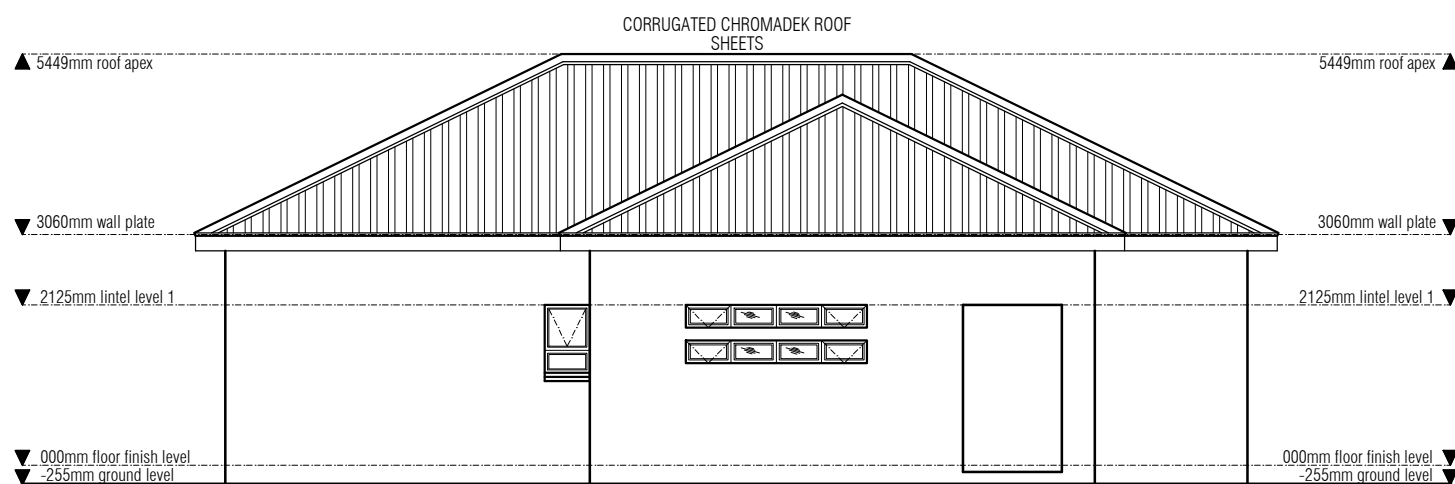 CORRUGATED CHROMADEK ROOF
SHEETS
5449mm roof apex
5449mm roof apex
3060mm wall plate
3060mm wall plate
2125mm lintel level 1
2125mm lintel level 1
000mm floor finish level
000mm floor finish level
-255mm ground level
-255mm ground level